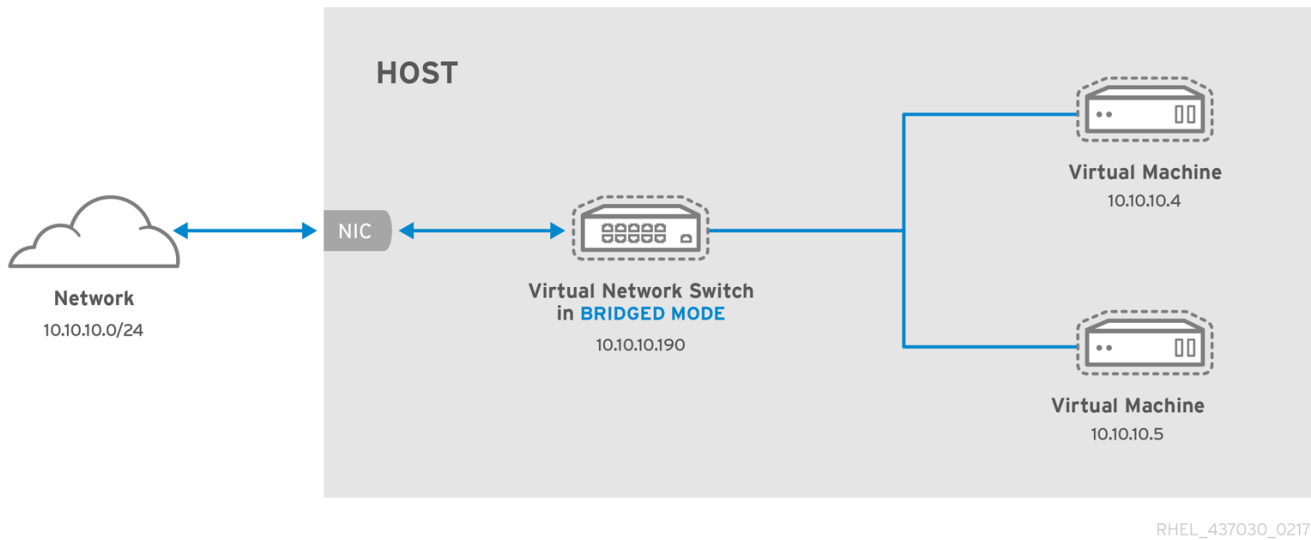 HOST
NIC
Network
10.10.10.0/24
Virtual Network Switch
in BRIDGED MODE
10.10.10.190
Virtual Machine
10.10.10.4
Virtual Machine
10.10.10.5
RHEL_437030_0217